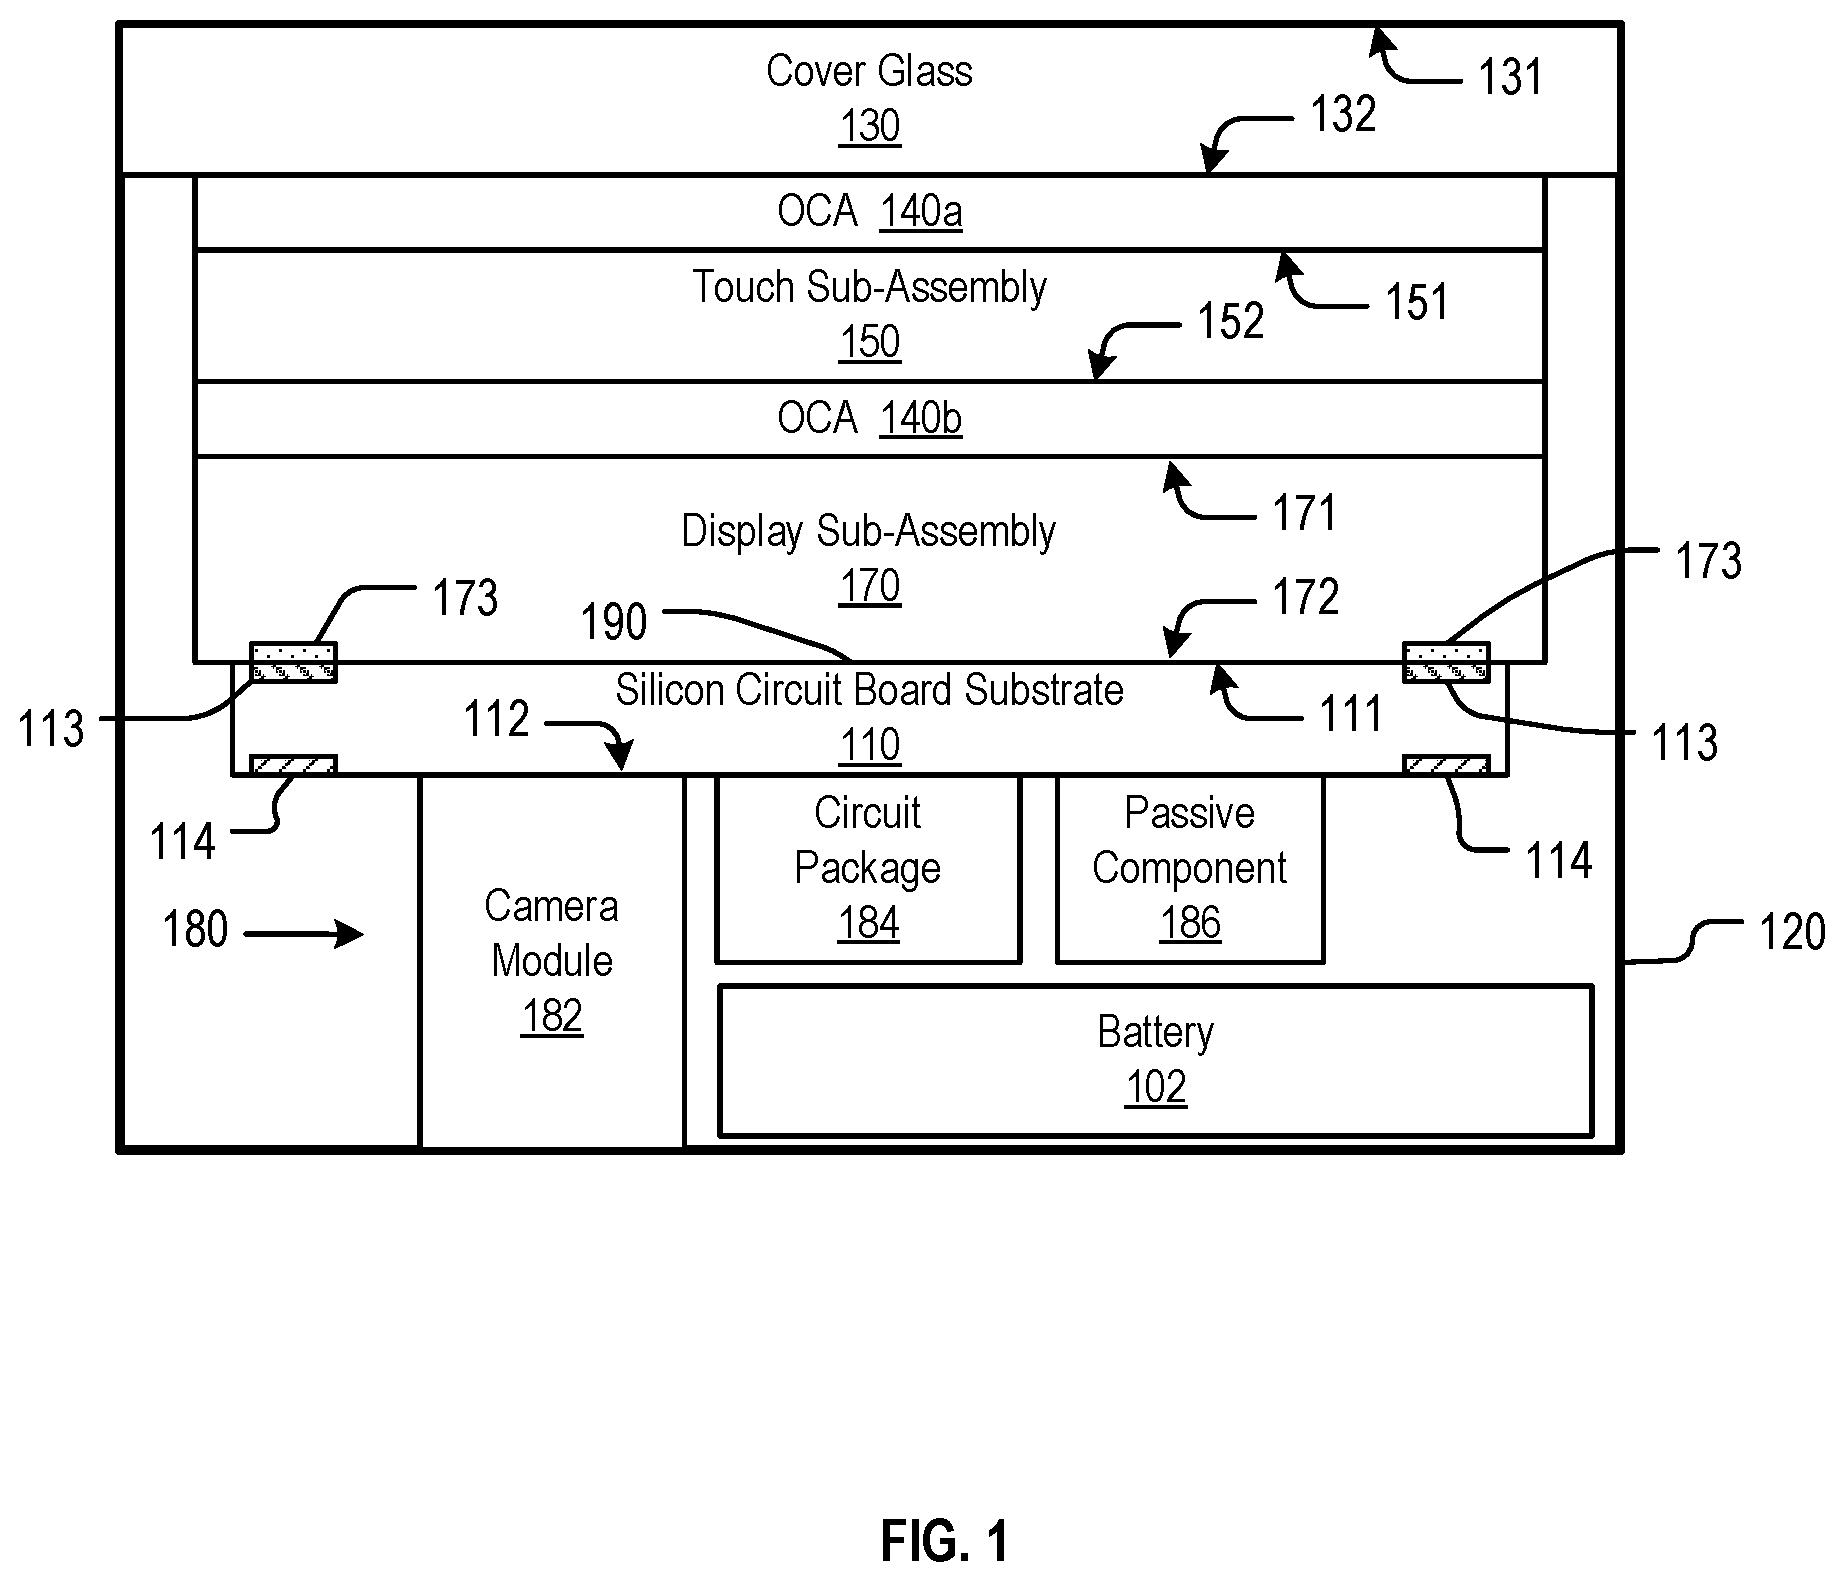 Cover Glass
130
131
132
OCA 140a
Touch Sub-Assembly
150
151
152
OCA 140b
171
Display Sub-Assembly
170
173
173
172
190
Silicon Circuit Board Substrate
110
113
112
111
113
114
Circuit
Package
184
Passive
Component
186
114
180
Camera
Module
182
120
Battery
102
FIG. 1